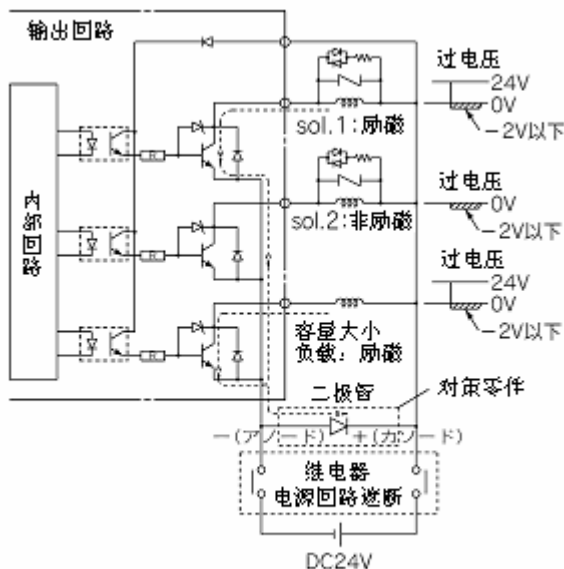 输出回路
内部回路
R
R
R
sol.1:励磁
sol.2:非励磁
容量大小
负载：励磁
过电压
24V
0V
－2V以下
过电压
0V
－2V以下
过电压
24V
0V
－2V以下
二极管
对策零件
－(アノード)
＋(カソード)
继电器
电源回路遮断
DC24V